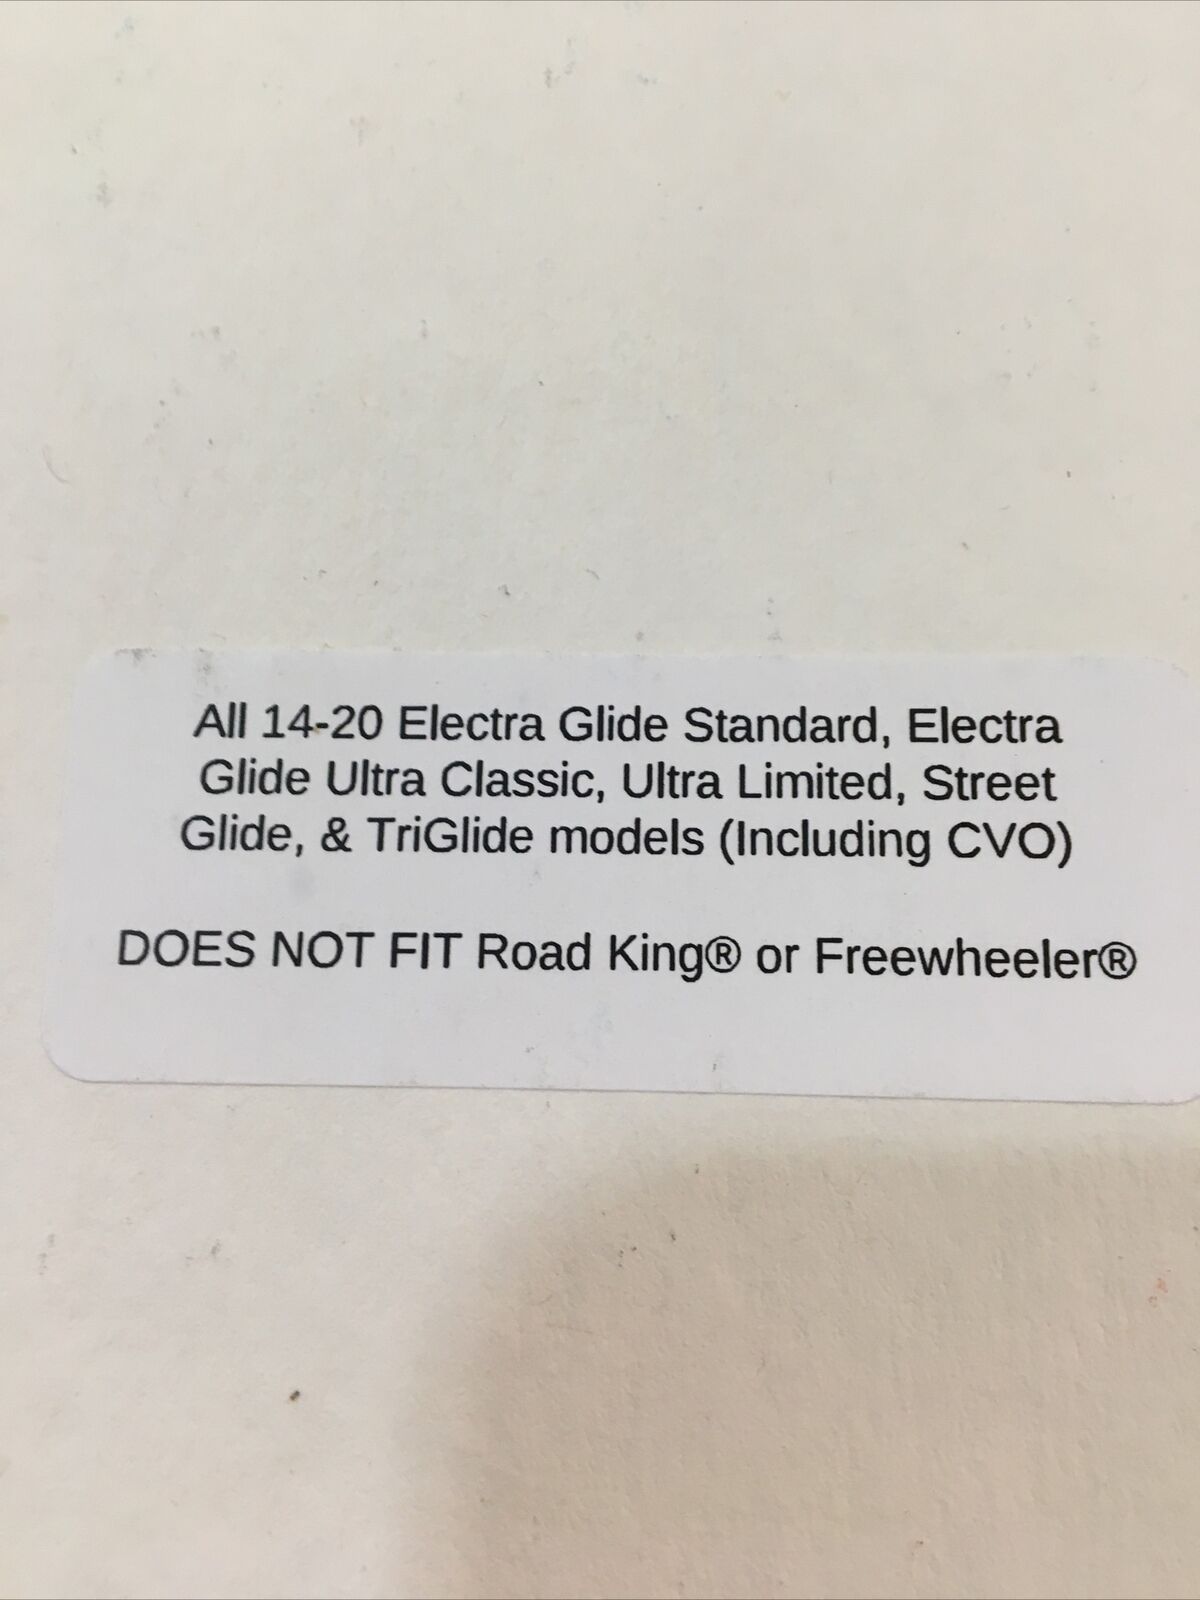 All 14-20 Electra Glide Standard, Electra
Glide Ultra Classic, Ultra Limited, Street
Glide, & TriGlide models (Including CVO)
DOES NOT FIT Road King® or Freewheeler®